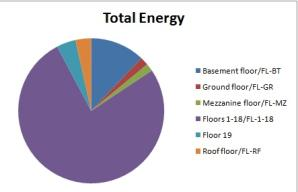 Total Energy
Basement floor/FL-BT
Ground floor/FL-GR
Mezzanine floor/FL-MZ
Floors 1-18/FL-1-18
Floor 19
Roof floor/FL-RF